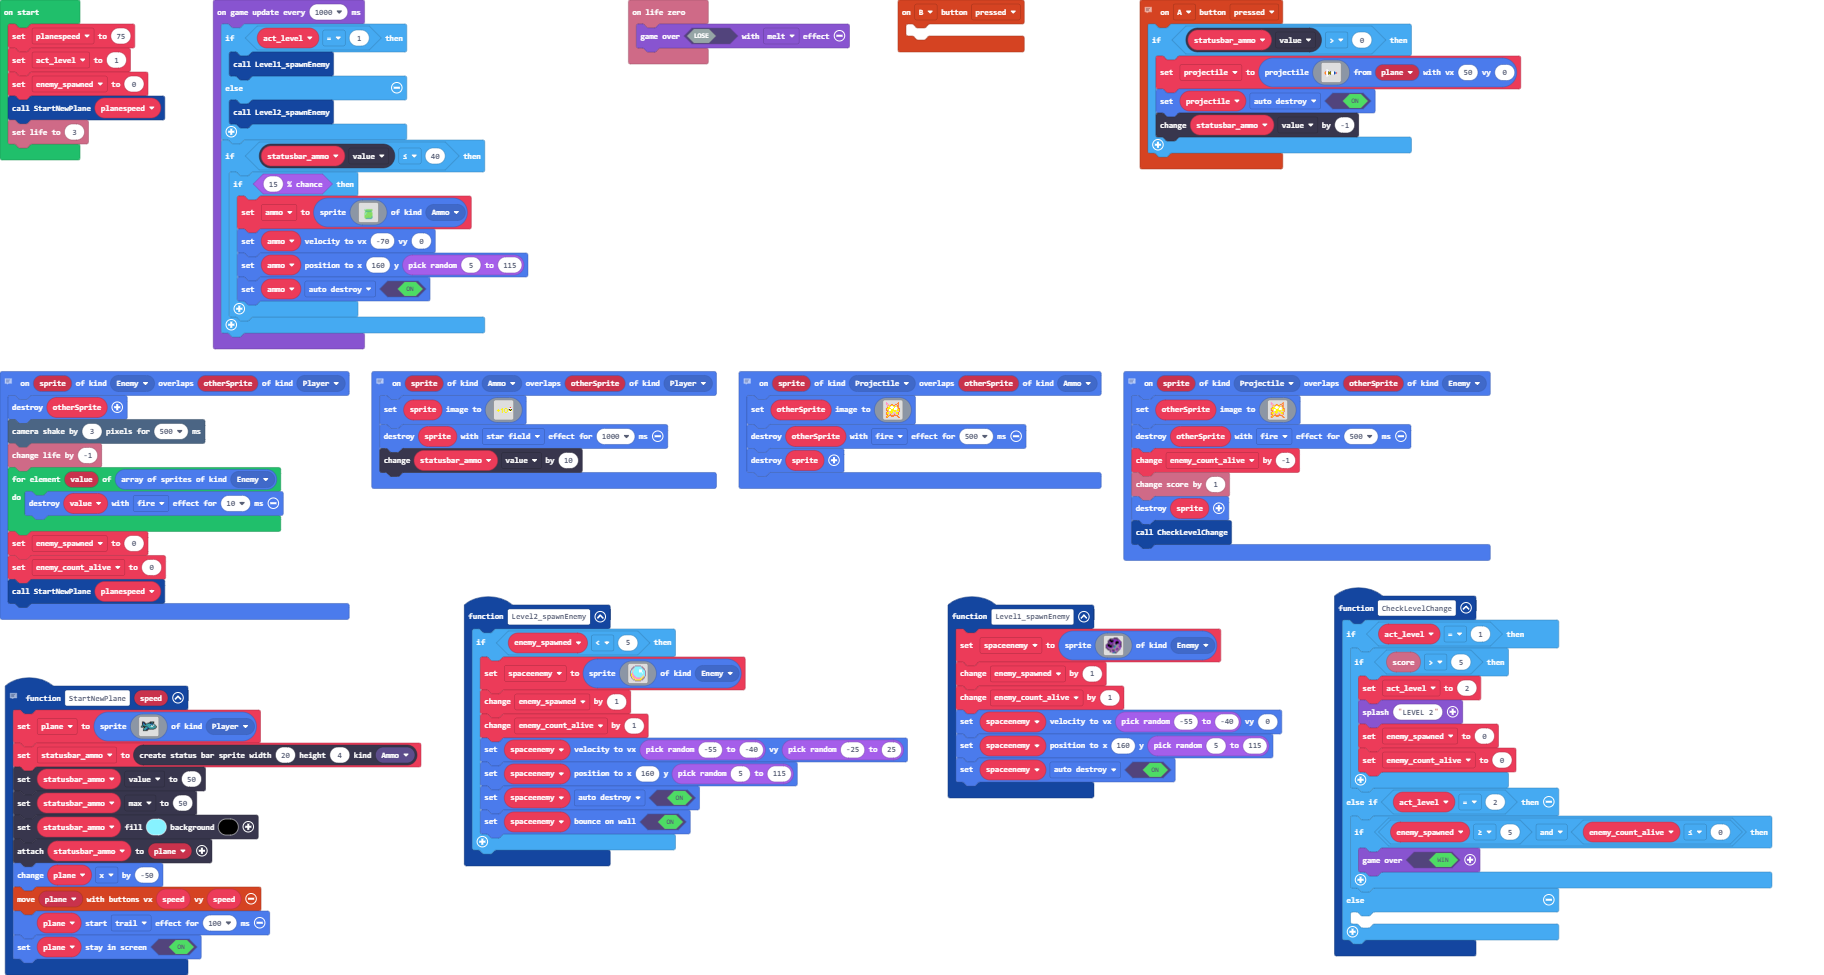 on start
set planespeed to 75
set act_level to 1
set enemy_spawned to 0
call StartNewPlane planespeed
set life to 3
on game update every 1000 ms
if act_level = 1 then
call Level1_spawnEnemy
else
call Level2_spawnEnemy
if statusbar_ammo value ≤ 40 then
if 15 % chance then
set ammo to sprite of kind Ammo
set ammo velocity to vx -70 vy 0
set ammo position to x 160 y pick random 5 to 115
set ammo auto destroy ON
on life zero
game over LOSE with melt effect
on B button pressed
on A button pressed
if statusbar_ammo value > 0 then
set projectile to projectile from plane with vx 50 vy 0
set projectile auto destroy ON
change statusbar_ammo value by -1
on sprite of kind Enemy overlaps otherSprite of kind Player
destroy otherSprite
camera shake by 3 pixels for 500 ms
change life by -1
for element value of array of sprites of kind Enemy
do destroy value with fire effect for 10 ms
set enemy_spawned to 0
set enemy_count_alive to 0
call StartNewPlane planespeed
on sprite of kind Ammo overlaps otherSprite of kind Player
set sprite image to
destroy sprite with star field effect for 1000 ms
change statusbar_ammo value by 10
on sprite of kind Projectile overlaps otherSprite of kind Ammo
set otherSprite image to
destroy otherSprite with fire effect for 500 ms
destroy sprite
on sprite of kind Projectile overlaps otherSprite of kind Enemy
set otherSprite image to
destroy otherSprite with fire effect for 500 ms
change enemy_count_alive by -1
change score by 1
destroy sprite
call CheckLevelChange
function StartNewPlane speed
set plane to sprite of kind Player
set statusbar_ammo to create status bar sprite width 20 height 4 kind Ammo
set statusbar_ammo value to 50
set statusbar_ammo max to 50
set statusbar_ammo fill background
attach statusbar_ammo to plane
change plane x by -50
move plane with buttons vx speed vy speed
plane start trail effect for 100 ms
set plane stay in screen ON
function Level2_spawnEnemy
if enemy_spawned < 5 then
set spaceenemy to sprite of kind Enemy
change enemy_spawned by 1
change enemy_count_alive by 1
set spaceenemy velocity to vx pick random -55 to -40 vy pick random -25 to 25
set spaceenemy position to x 160 y pick random 5 to 115
set spaceenemy auto destroy ON
set spaceenemy bounce on wall ON
function Level1_spawnEnemy
set spaceenemy to sprite of kind Enemy
change enemy_spawned by 1
change enemy_count_alive by 1
set spaceenemy velocity to vx pick random -55 to -40 vy 0
set spaceenemy position to x 160 y pick random 5 to 115
set spaceenemy auto destroy ON
function CheckLevelChange
if act_level = 1 then
if score > 5 then
set act_level to 2
splash "LEVEL 2"
set enemy_spawned to 0
set enemy_count_alive to 0
else if act_level = 2 then
if enemy_spawned ≥ 5 and enemy_count_alive ≤ 0 then
game over WIN
else